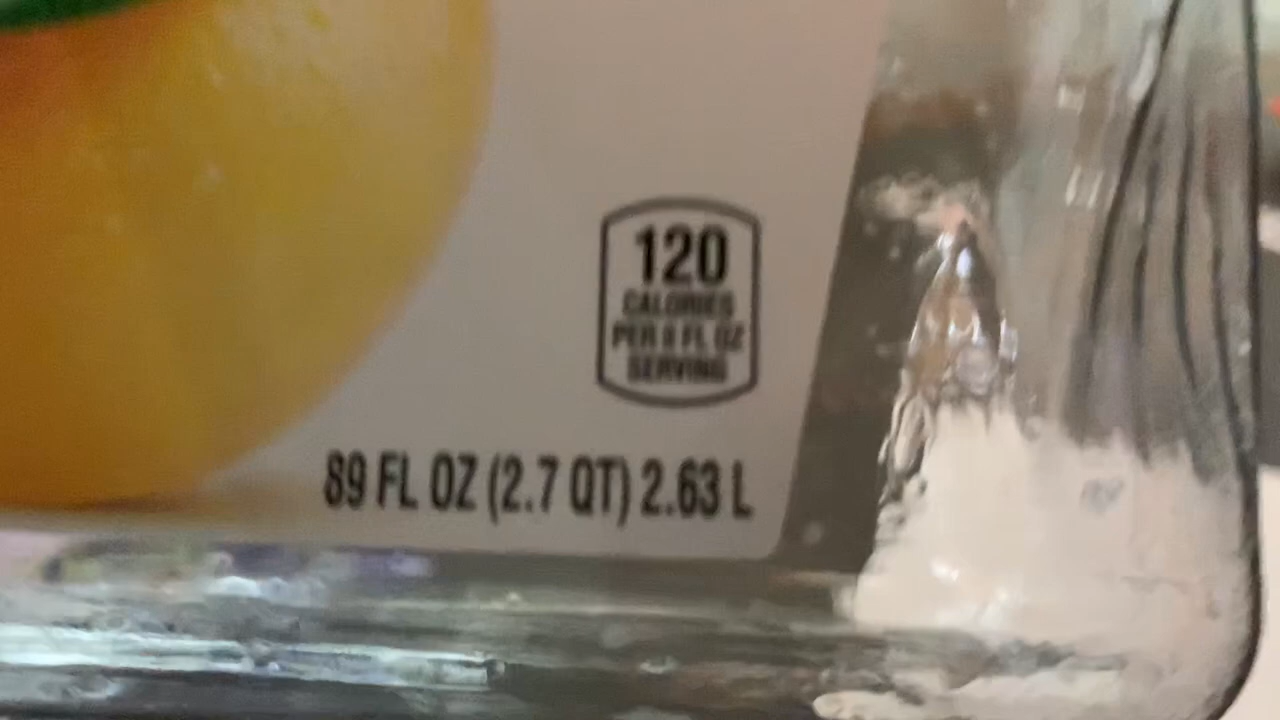 120
CALORIES
PER 8 FL OZ
SERVING
89 FL OZ (2.7 QT) 2.63 L